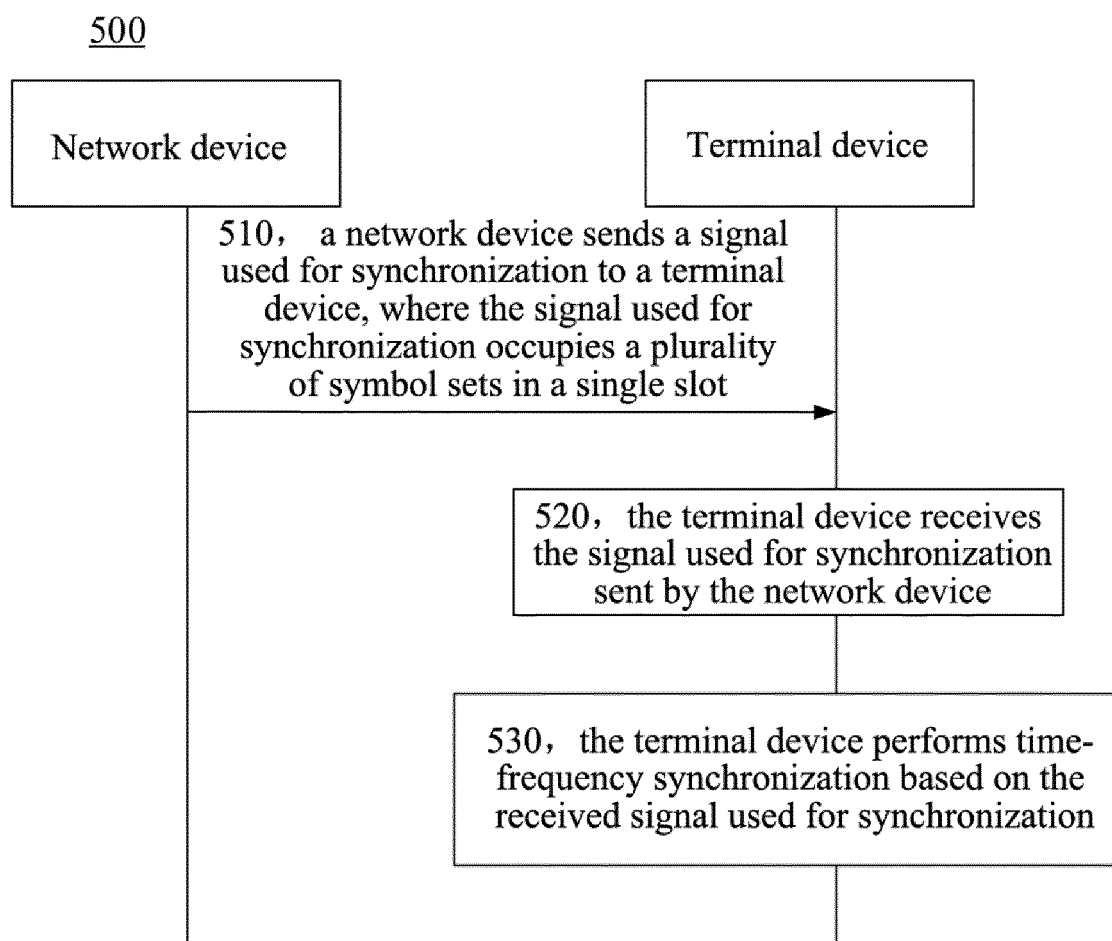 500
Network device
Terminal device
510， a network device sends a signal
used for synchronization to a terminal
device, where the signal used for
synchronization occupies a plurality
of symbol sets in a single slot
520，the terminal device receives
the signal used for synchronization
sent by the network device
530，the terminal device performs time-
frequency synchronization based on the
received signal used for synchronization